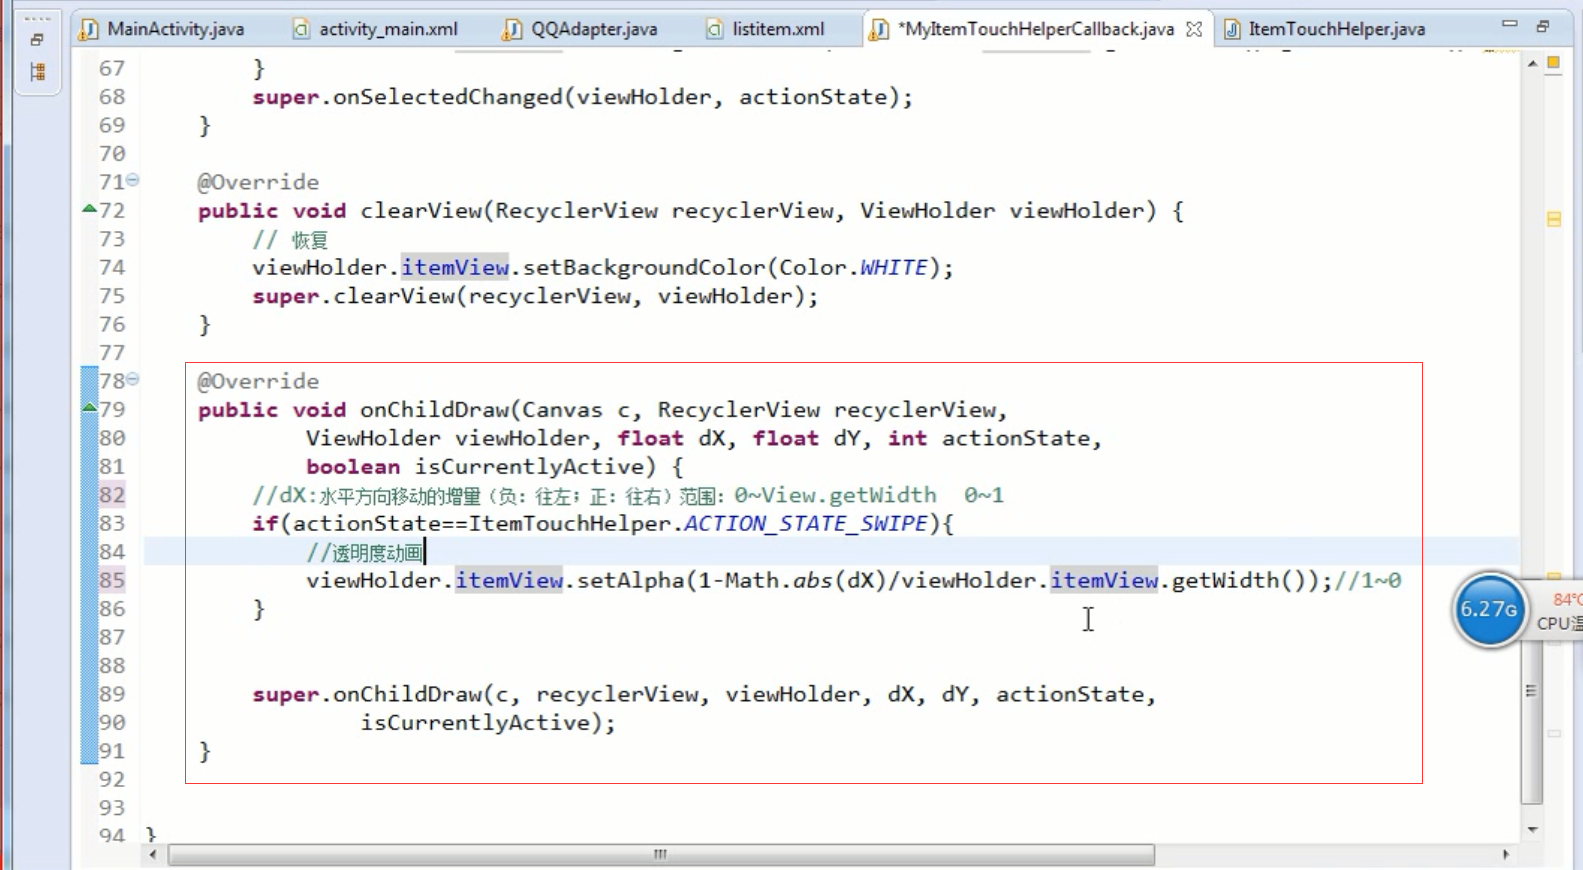 MainActivity.java activity_main.xml QQAdapter.java listitem.xml *MyItemTouchHelperCallback.java ItemTouchHelper.java
67 }
68 super.onSelectedChanged(viewHolder, actionState);
69 }
70
71 @Override
72 public void clearView(RecyclerView recyclerView, ViewHolder viewHolder) {
73 // 恢复
74 viewHolder.itemView.setBackgroundColor(Color.WHITE);
75 super.clearView(recyclerView, viewHolder);
76 }
77
78 @Override
79 public void onChildDraw(Canvas c, RecyclerView recyclerView,
80 ViewHolder viewHolder, float dX, float dY, int actionState,
81 boolean isCurrentlyActive) {
82 //dX:水平方向移动的增量（负：往左；正：往右）范围：0~View.getWidth 0~1
83 if(actionState==ItemTouchHelper.ACTION_STATE_SWIPE){
84 //透明度动画
85 viewHolder.itemView.setAlpha(1-Math.abs(dX)/viewHolder.itemView.getWidth());//1~0
86 }
6.27G 84℃
CPU温
87
88
89 super.onChildDraw(c, recyclerView, viewHolder, dX, dY, actionState,
90 isCurrentlyActive);
91 }
92
93
94 }